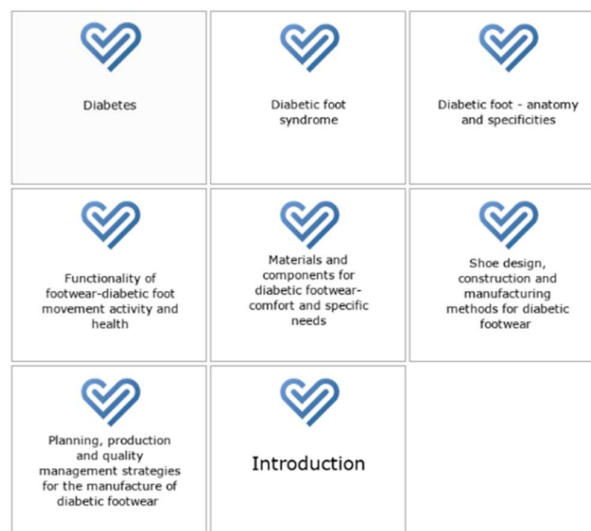 Diabetes
Diabetic foot
syndrome
Diabetic foot - anatomy
and specificities
Functionality of
footwear-diabetic foot
movement activity and
health
Materials and
components for
diabetic footwear-
comfort and specific
needs
Shoe design,
construction and
manufacturing
methods for diabetic
footwear
Planning, production
and quality
management strategies
for the manufacture of
diabetic footwear
Introduction